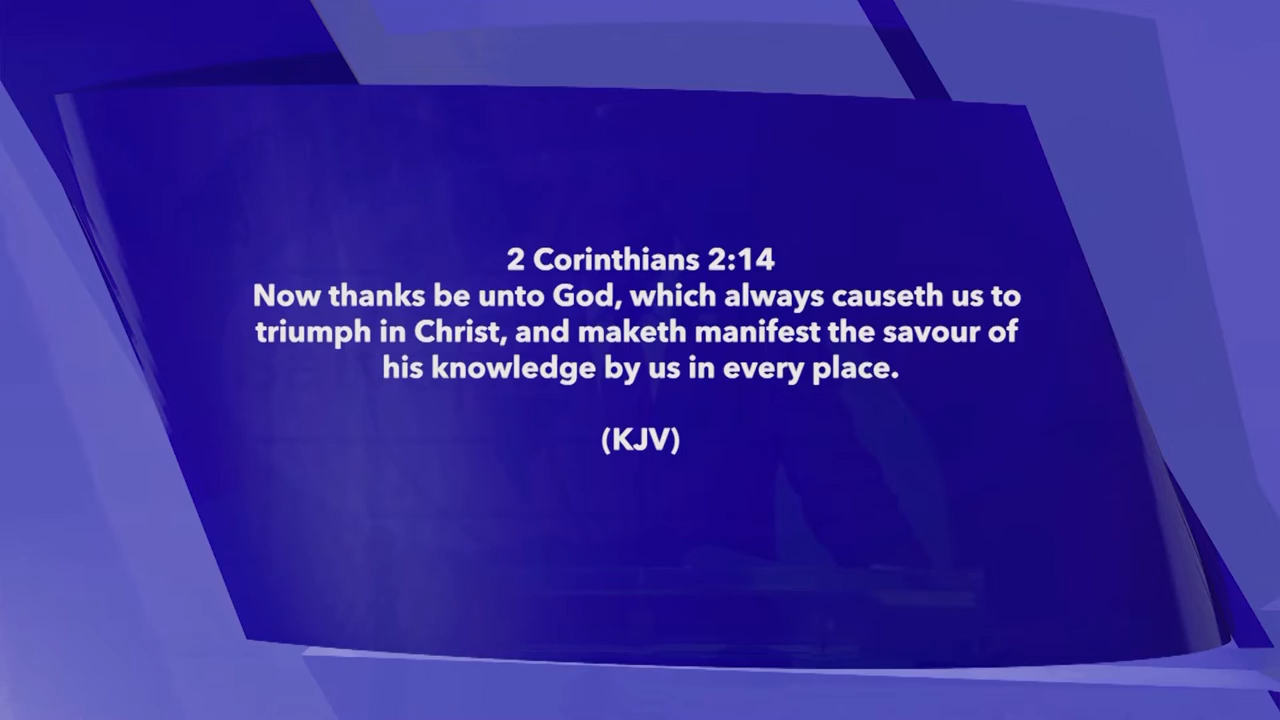 2 Corinthians 2:14
Now thanks be unto God, which always causeth us to
triumph in Christ, and maketh manifest the savour of
his knowledge by us in every place.
(KJV)